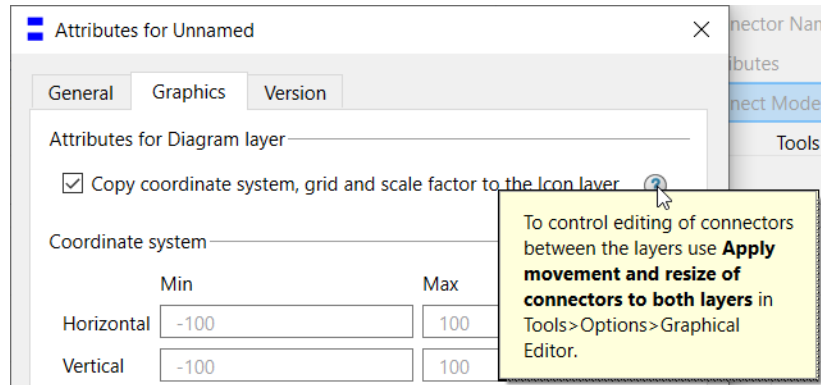 Attributes for Unnamed
General Graphics Version
Attributes for Diagram layer
Copy coordinate system, grid and scale factor to the Icon layer
Coordinate system
Min Max
Horizontal -100 100
Vertical -100 100
To control editing of connectors
between the layers use Apply
movement and resize of
connectors to both layers in
Tools>Options>Graphical
Editor.
Tools